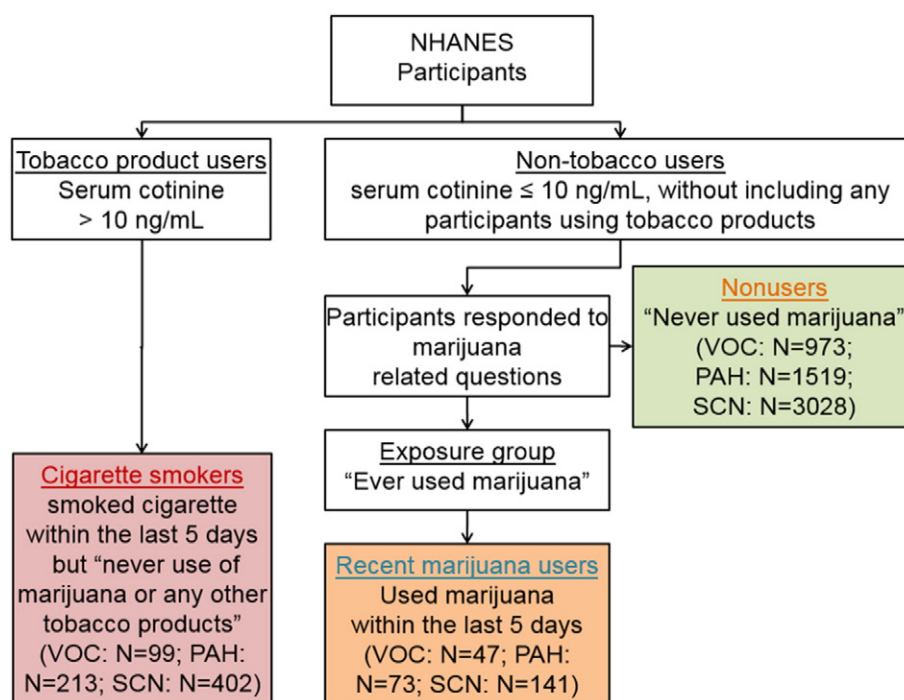 NHANES
Participants
Tobacco product users
Serum cotinine
> 10 ng/mL
Non-tobacco users
serum cotinine ≤ 10 ng/mL, without including any
participants using tobacco products
Participants responded to
marijuana
related questions
Nonusers
“Never used marijuana”
(VOC: N=973;
PAH: N=1519;
SCN: N=3028)
Exposure group
“Ever used marijuana”
Cigarette smokers
smoked cigarette
within the last 5 days
but “never use of
marijuana or any other
tobacco products”
(VOC: N=99; PAH:
N=213; SCN: N=402)
Recent marijuana users
Used marijuana
within the last 5 days
(VOC: N=47; PAH:
N=73; SCN: N=141)